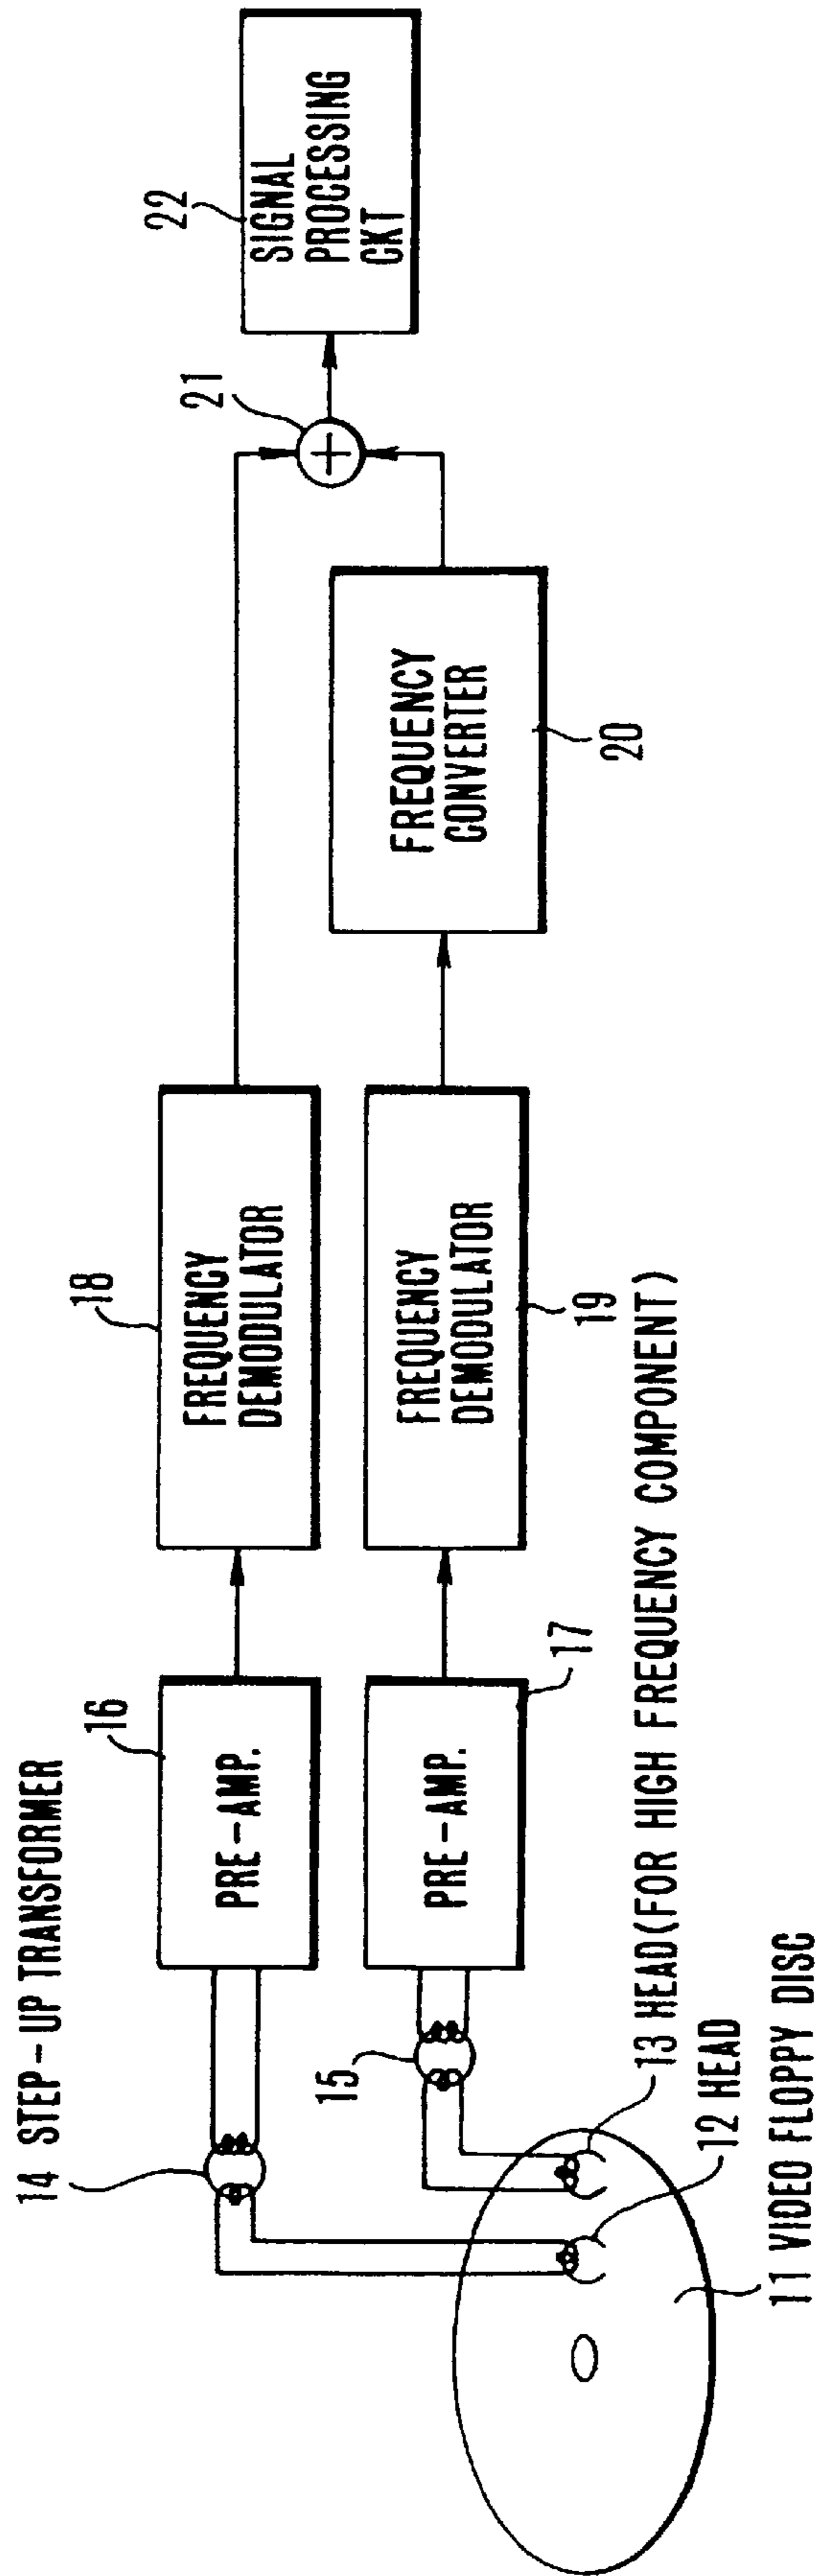 14 STEP-UP TRANSFORMER
16
PRE-AMP.
18
FREQUENCY
DEMODULATOR
21
22
SIGNAL
PROCESSING
CKT
15
PRE-AMP.
17
FREQUENCY
DEMODULATOR
19
FREQUENCY
CONVERTER
20
13 HEAD(FOR HIGH FREQUENCY COMPONENT)
12 HEAD
11 VIDEO FLOPPY DISC